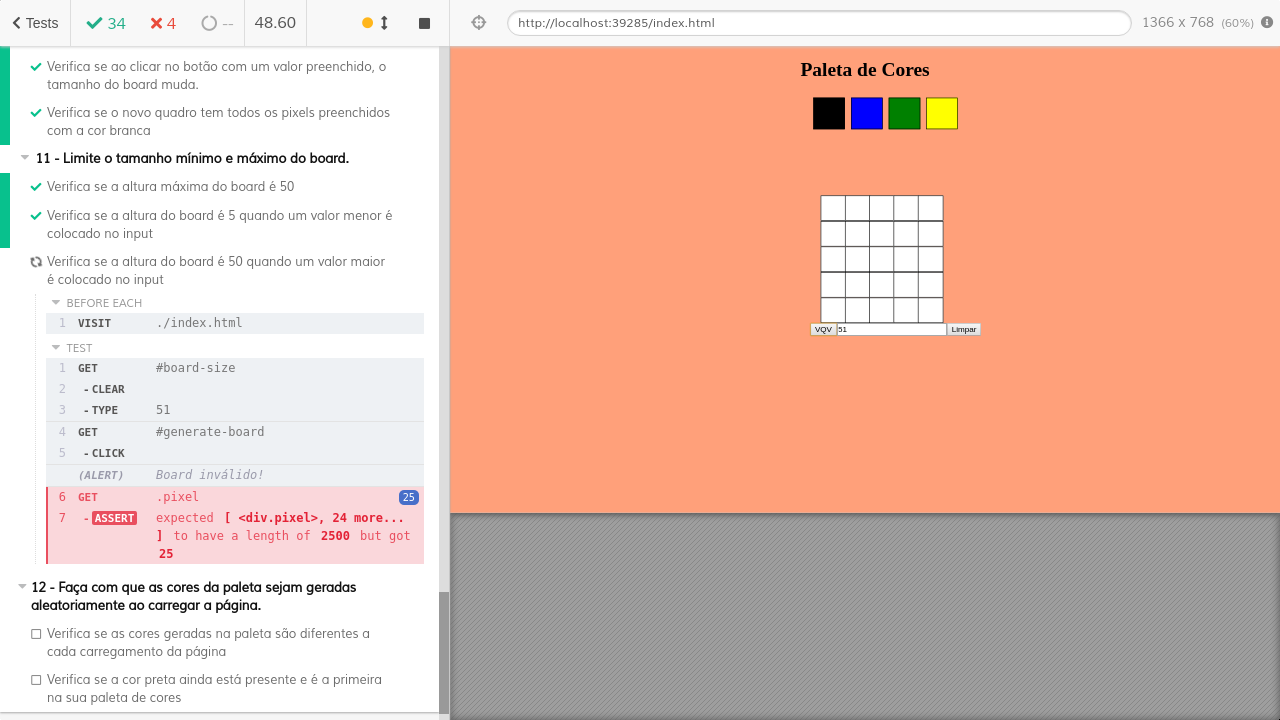 Tests
34
4
--
48.60
http://localhost:39285/index.html
1366 x 768 (60%)
Verifica se ao clicar no botão com um valor preenchido, o
tamanho do board muda.
Verifica se o novo quadro tem todos os pixels preenchidos
com a cor branca
11 - Limite o tamanho mínimo e máximo do board.
Verifica se a altura máxima do board é 50
Verifica se a altura do board é 5 quando um valor menor é
colocado no input
Verifica se a altura do board é 50 quando um valor maior
é colocado no input
BEFORE EACH
1 VISIT ./index.html
TEST
1 GET #board-size
2 - CLEAR
3 - TYPE 51
4 GET #generate-board
5 - CLICK
(ALERT) Board inválido!
6 GET .pixel 25
7 - ASSERT expected [ <div.pixel>, 24 more...
] to have a length of 2500 but got
25
12 - Faça com que as cores da paleta sejam geradas
aleatoriamente ao carregar a página.
Verifica se as cores geradas na paleta são diferentes a
cada carregamento da página
Verifica se a cor preta ainda está presente e é a primeira
na sua paleta de cores
Paleta de Cores
VQV 51 Limpar